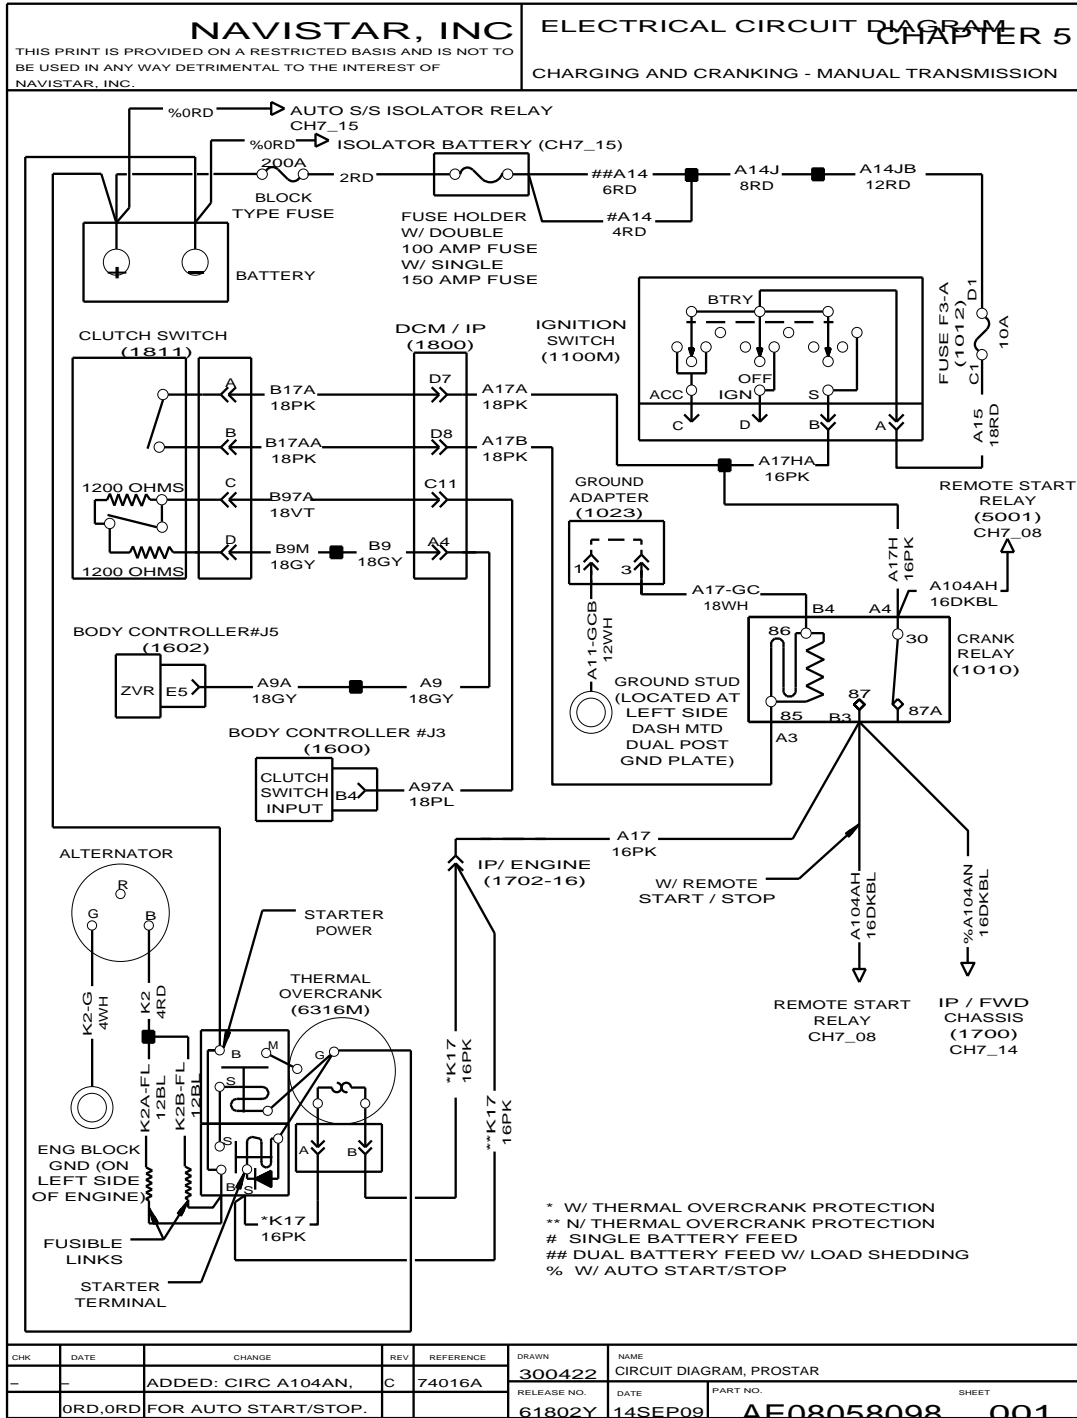 NAVISTAR, INC
THIS PRINT IS PROVIDED ON A RESTRICTED BASIS AND IS NOT TO
BE USED IN ANY WAY DETRIMENTAL TO THE INTEREST OF
NAVISTAR, INC.
ELECTRICAL CIRCUIT DIAGRAM
CHAPTER 5
CHARGING AND CRANKING - MANUAL TRANSMISSION
%0RD
AUTO S/S ISOLATOR RELAY
CH7_15
%0RD
ISOLATOR BATTERY (CH7_15)
200A
BLOCK
TYPE FUSE
2RD
FUSE HOLDER
W/ DOUBLE
100 AMP FUSE
W/ SINGLE
150 AMP FUSE
##A14
6RD
#A14
4RD
A14J
8RD
A14JB
12RD
BATTERY
FUSE F3-A
(1012)
D1
C1
10A
A15
18RD
IGNITION
SWITCH
(1100M)
BTRY
OFF
ACC
IGN
S
C
D
B
A
CLUTCH SWITCH
(1811)
DCM / IP
(1800)
A
B17A
18PK
D7
A17A
18PK
B
B17AA
18PK
D8
A17B
18PK
1200 OHMS
C
B97A
18VT
C11
D
B9M
18GY
B9
18GY
A4
1200 OHMS
A17HA
16PK
GROUND
ADAPTER
(1023)
1
3
REMOTE START
RELAY
(5001)
CH7_08
A17H
16PK
A104AH
16DKBL
A17-GC
18WH
A11-GCB
12WH
B4
A4
86
30
87
87A
85
B3
A3
CRANK
RELAY
(1010)
GROUND STUD
(LOCATED AT
LEFT SIDE
DASH MTD
DUAL POST
GND PLATE)
BODY CONTROLLER#J5
(1602)
ZVR
E5
A9A
18GY
A9
18GY
BODY CONTROLLER #J3
(1600)
CLUTCH
SWITCH
INPUT
B4
A97A
18PL
A17
16PK
IP/ ENGINE
(1702-16)
W/ REMOTE
START / STOP
A104AH
16DKBL
%A104AN
16DKBL
REMOTE START
RELAY
CH7_08
IP / FWD
CHASSIS
(1700)
CH7_14
ALTERNATOR
R
G
B
STARTER
POWER
THERMAL
OVERCRANK
(6316M)
K2-G
4WH
K2
4RD
K2A-FL
12BL
K2B-FL
12BL
B
M
G
S
S
B
S
A
B
*K17
16PK
*K17
16PK
**K17
16PK
ENG BLOCK
GND (ON
LEFT SIDE
OF ENGINE)
FUSIBLE
LINKS
STARTER
TERMINAL
* W/ THERMAL OVERCRANK PROTECTION
** N/ THERMAL OVERCRANK PROTECTION
# SINGLE BATTERY FEED
## DUAL BATTERY FEED W/ LOAD SHEDDING
% W/ AUTO START/STOP
CHK DATE CHANGE REV REFERENCE
– – ADDED: CIRC A104AN, C 74016A
0RD,0RD FOR AUTO START/STOP.
DRAWN
300422
NAME
CIRCUIT DIAGRAM, PROSTAR
RELEASE NO.
61802Y
DATE
14SEP09
PART NO.
AE08058098
SHEET
001